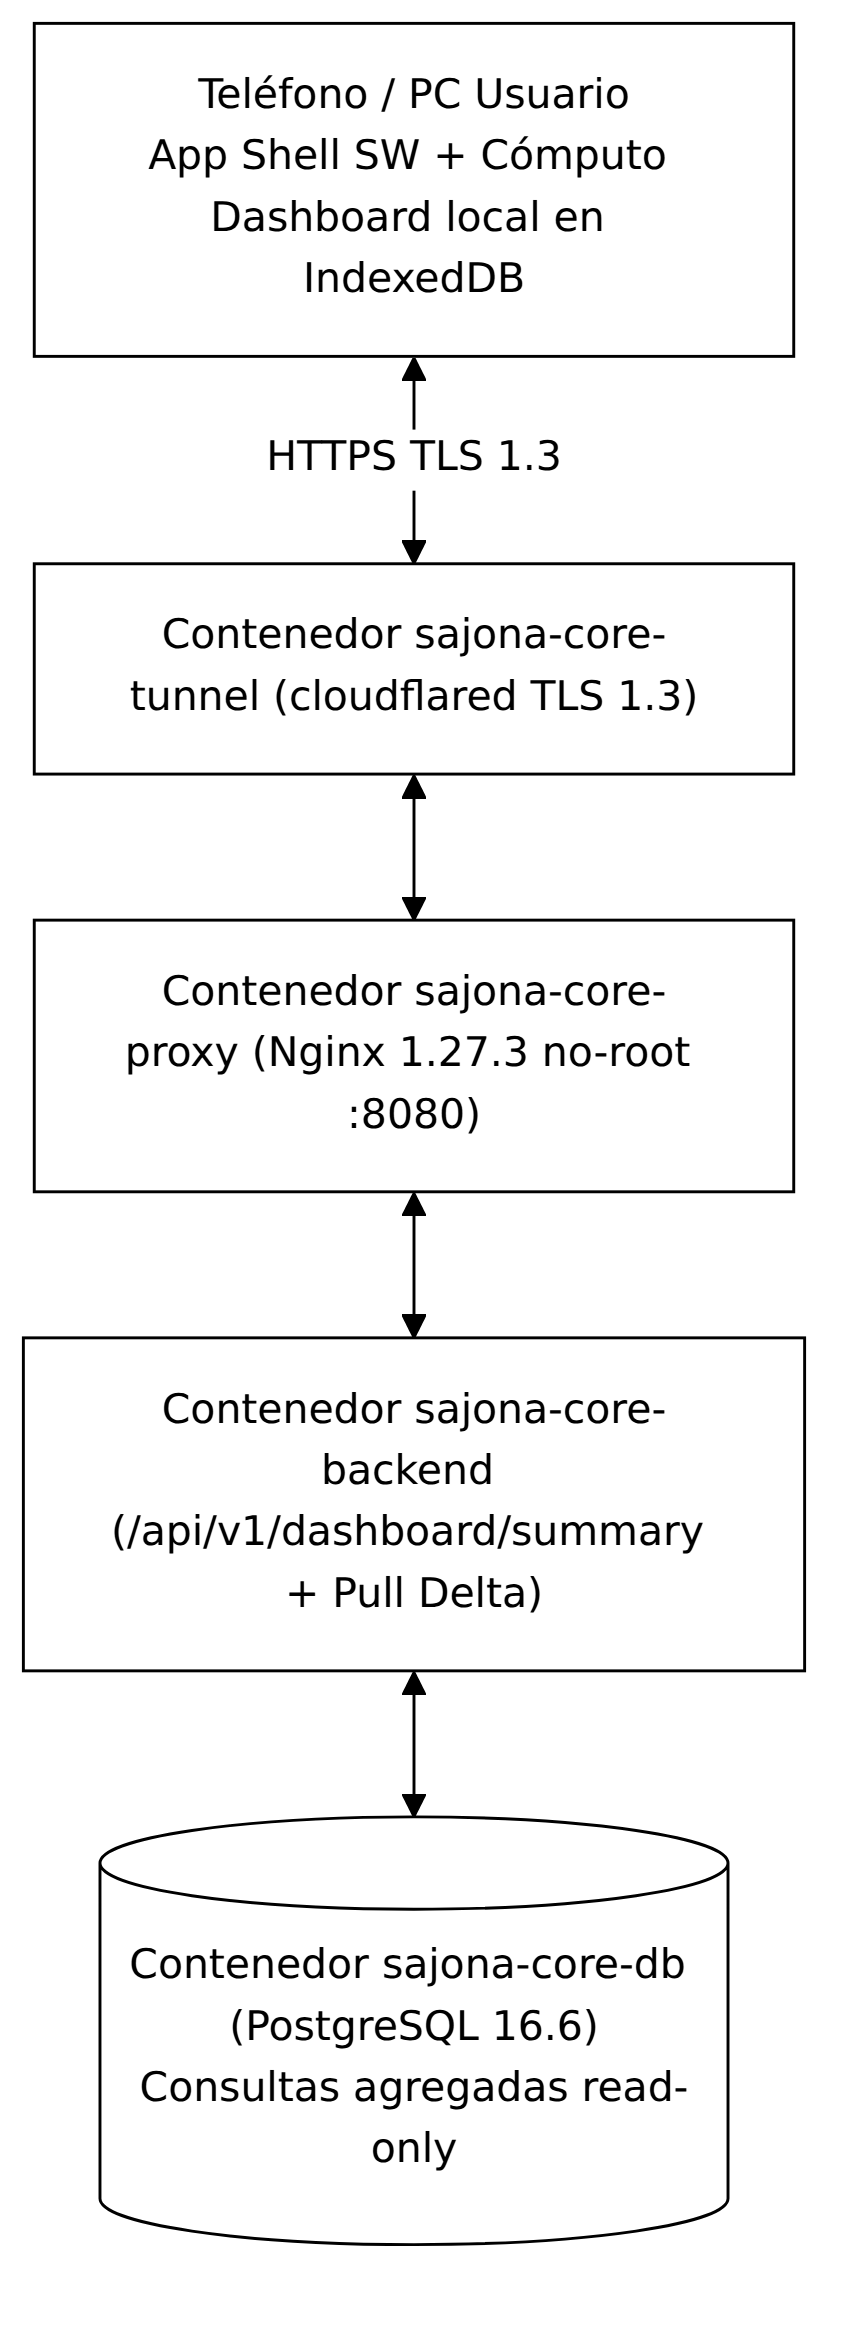 Teléfono / PC Usuario
App Shell SW + Cómputo
Dashboard local en
IndexedDB
HTTPS TLS 1.3
Contenedor sajona-core-
tunnel (cloudflared TLS 1.3)
Contenedor sajona-core-
proxy (Nginx 1.27.3 no-root
:8080)
Contenedor sajona-core-
backend
(/api/v1/dashboard/summary
+ Pull Delta)
Contenedor sajona-core-db
(PostgreSQL 16.6)
Consultas agregadas read-
only